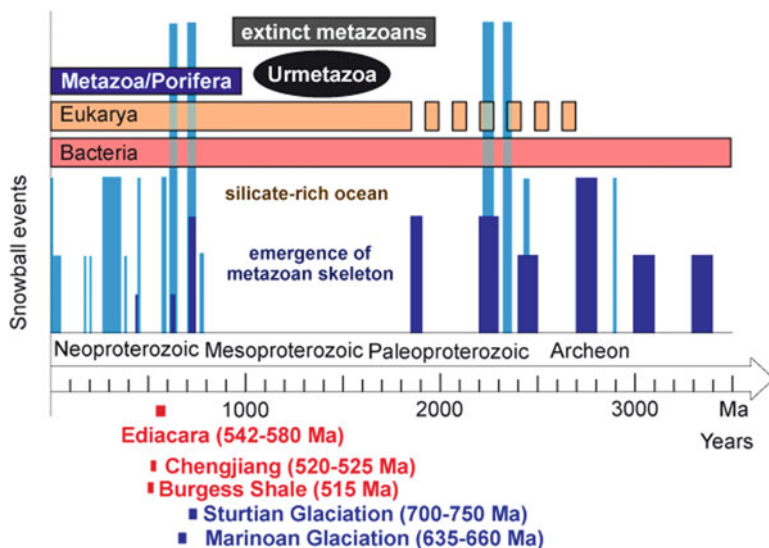 extinct metazoans
Urmetazoa
Metazoa/Porifera
Eukarya
Bacteria
silicate-rich ocean
emergence of
metazoan skeleton
Snowball events
Neoproterozoic Mesoproterozoic Paleoproterozoic Archeon
1000 2000 3000 Ma
Years
Ediacara (542-580 Ma)
Chengjiang (520-525 Ma)
Burgess Shale (515 Ma)
Sturtian Glaciation (700-750 Ma)
Marinoan Glaciation (635-660 Ma)